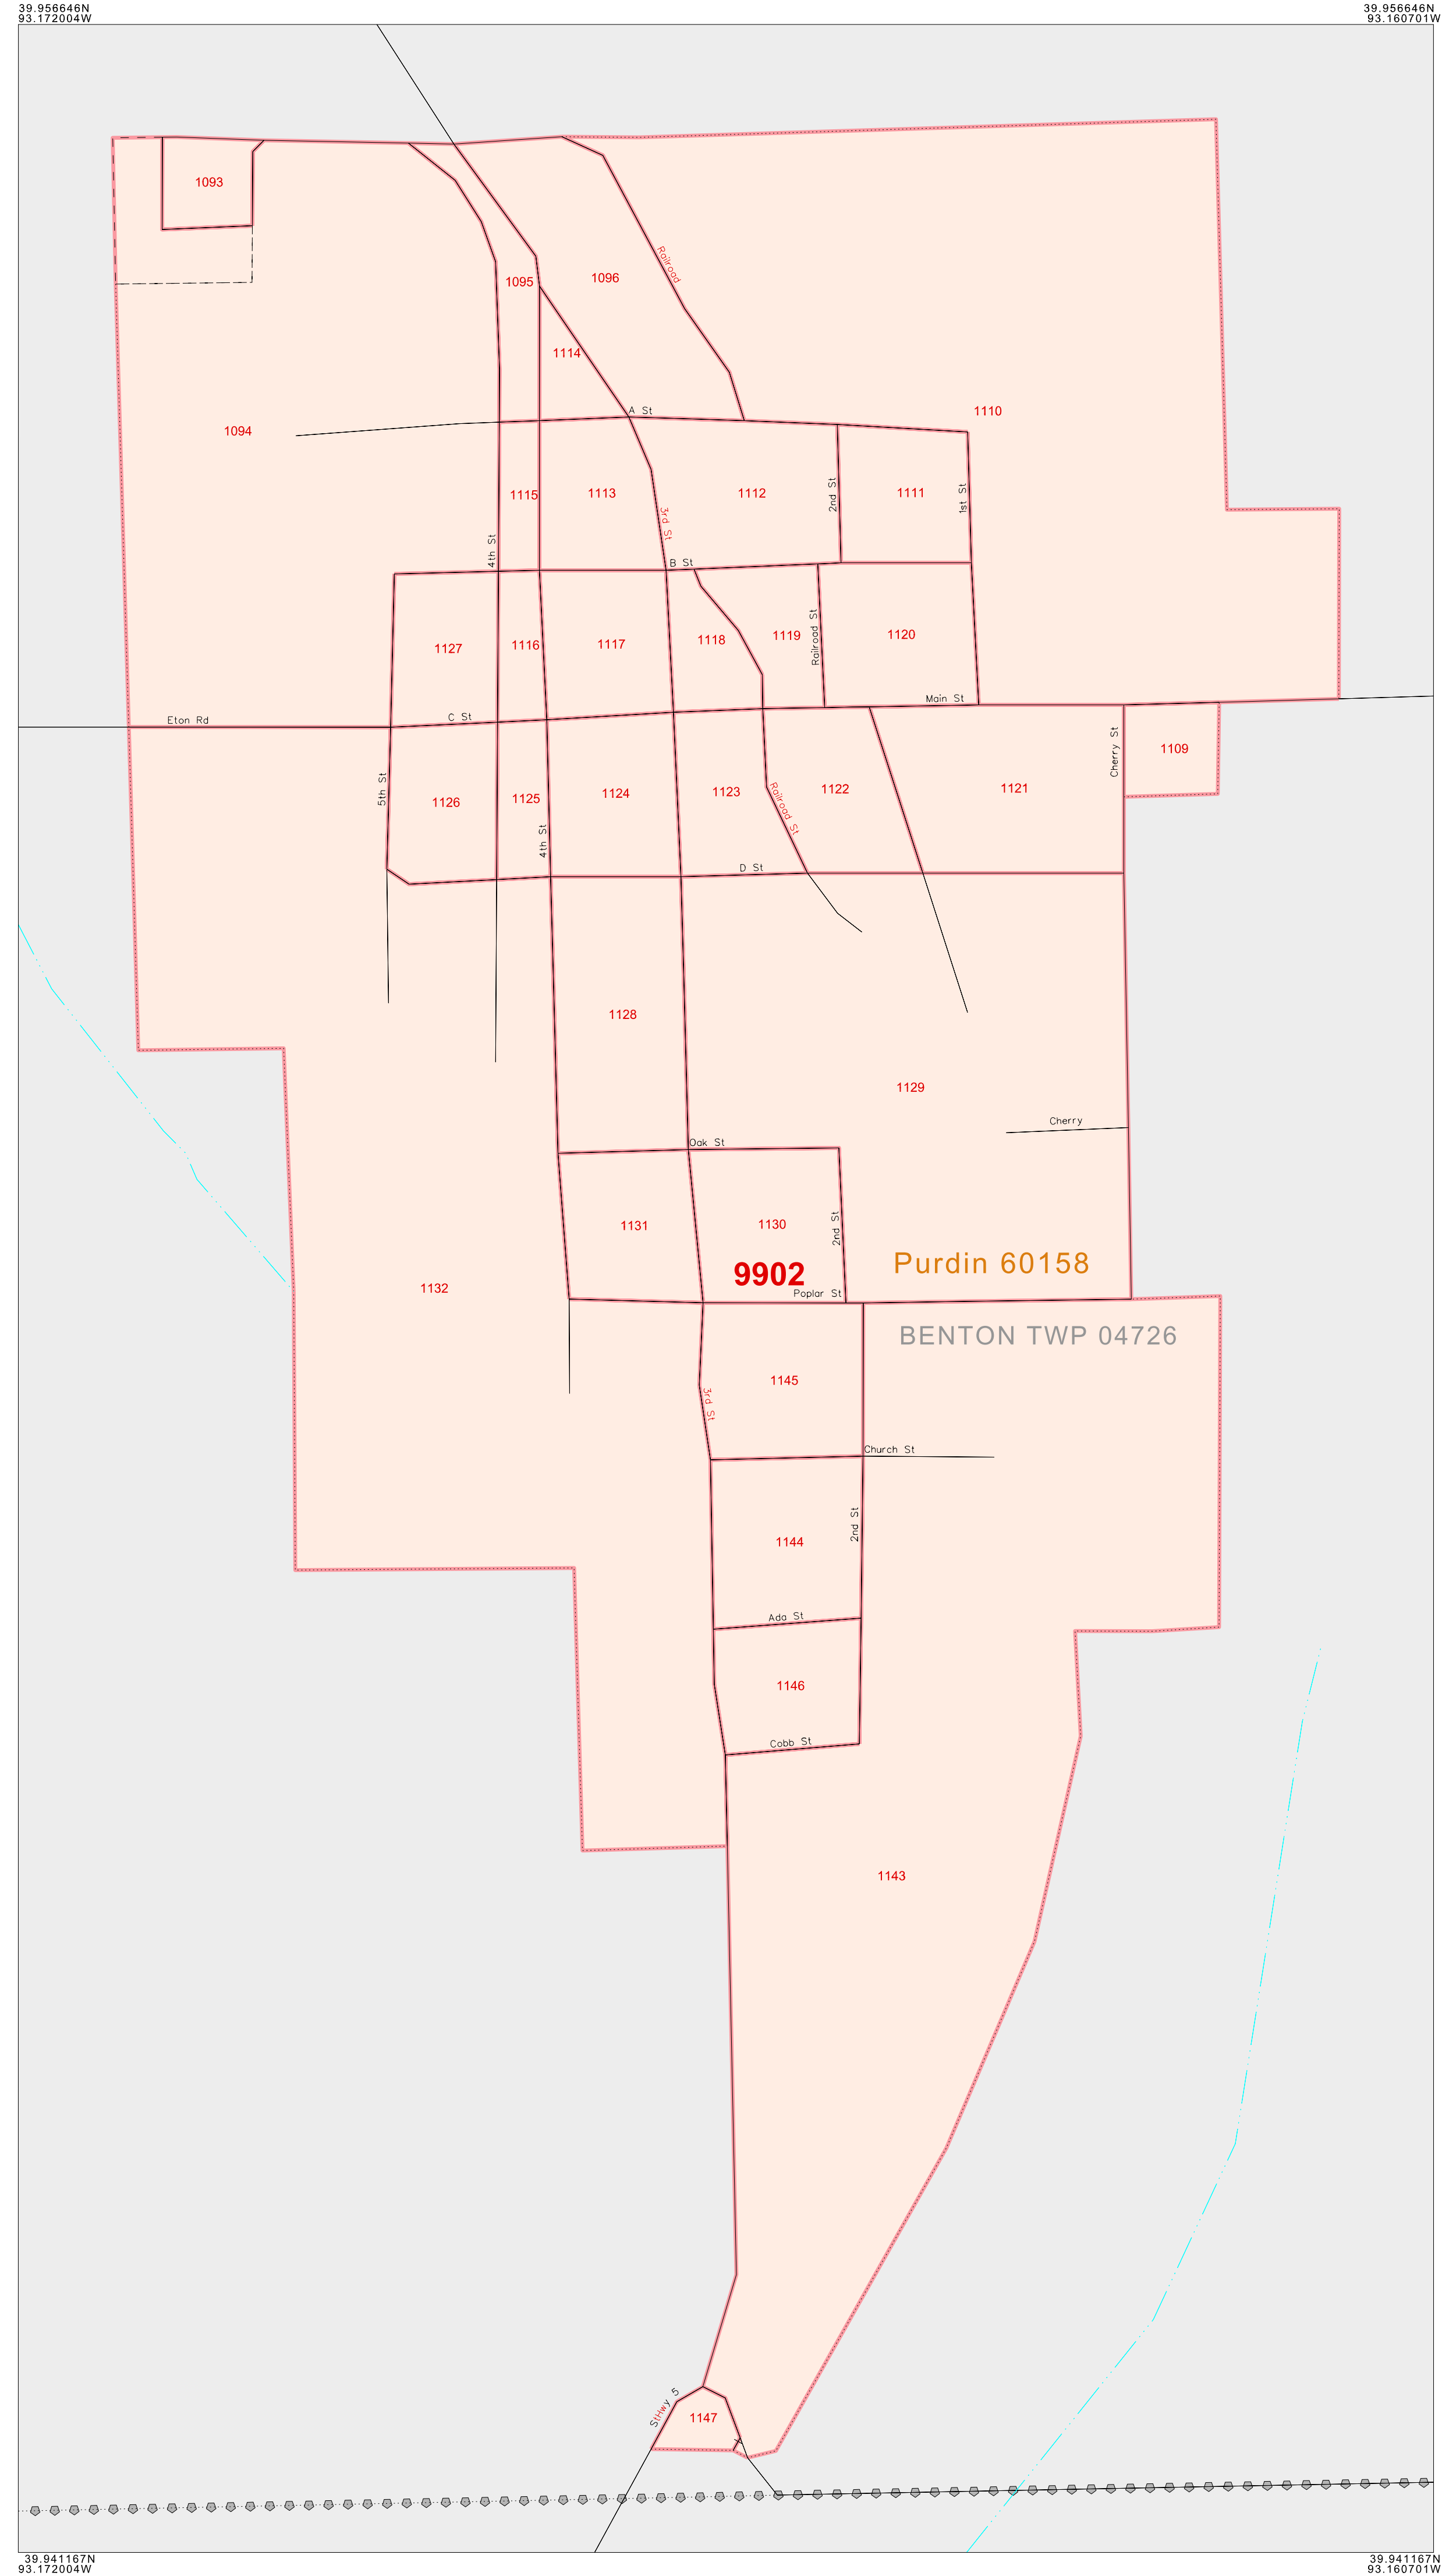 39.956646N
93.172004W
39.956646N
93.160701W
1093
Railroad
1095
1096
1114
A St
1110
1094
1115
1113
1112
2nd St
1111
1st St
3rd St
4th St
B St
1127
1116
1117
1118
1119
Railroad St
1120
Main St
Eton Rd
C St
Cherry St
1109
5th St
1126
1125
1124
1123
Railroad St
1122
1121
4th St
D St
1128
1129
Cherry
Oak St
1131
1130
2nd St
9902
Purdin 60158
1132
Poplar St
BENTON TWP 04726
1145
3rd St
Church St
1144
2nd St
Ada St
1146
Cobb St
1143
StHwy 5
1147
Y
39.941167N
93.172004W
39.941167N
93.160701W